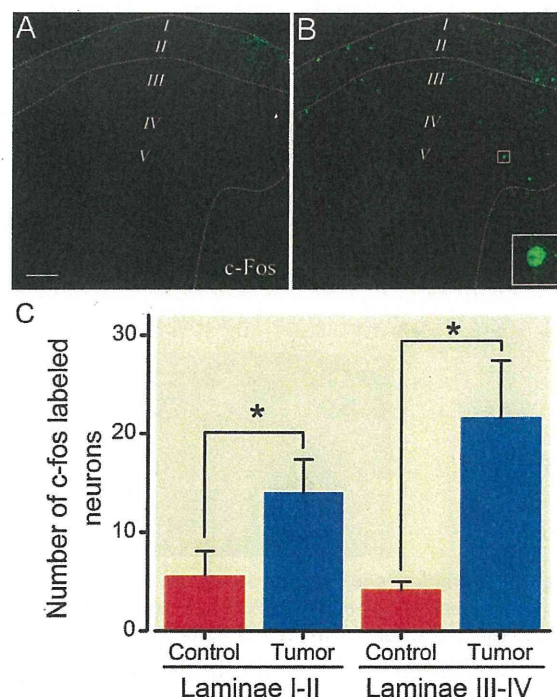 A
I
II
III
IV
V
c-Fos
B
I
II
III
IV
V
C
Number of c-fos labeled
neurons
30
20
10
0
*
*
Control Tumor Control Tumor
Laminae I-II Laminae III-IV